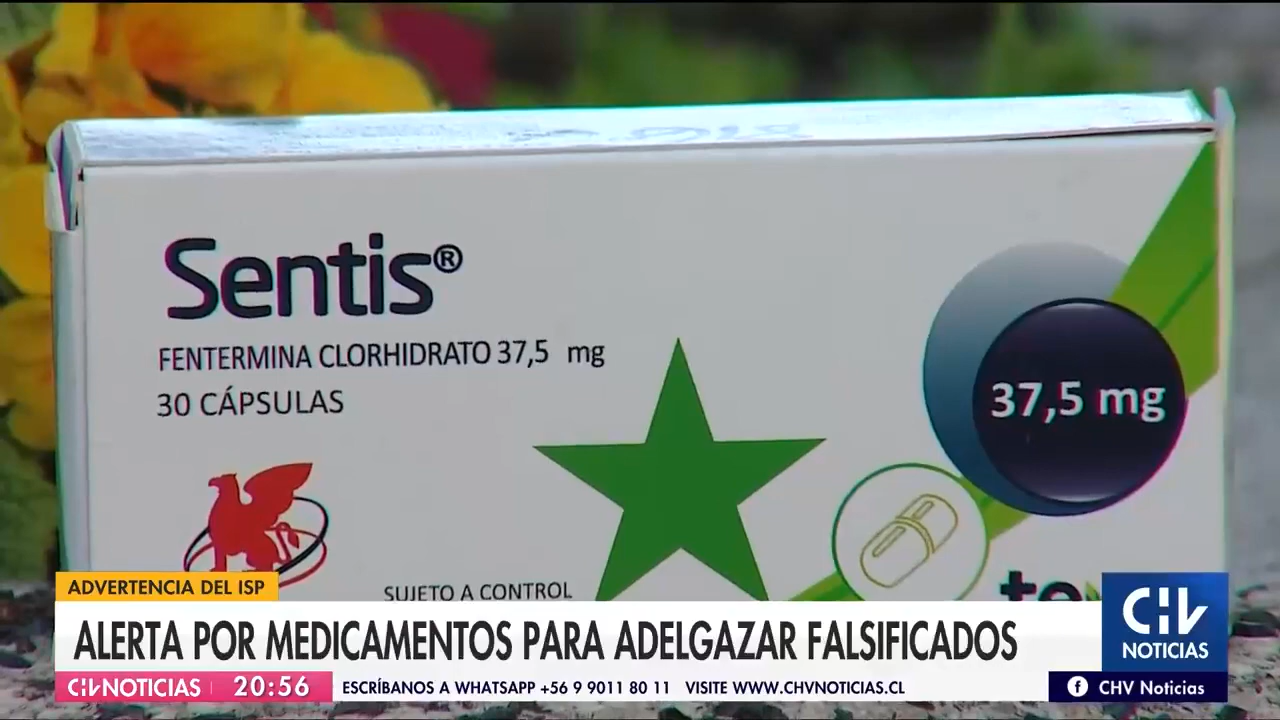 Sentis®
FENTERMINA CLORHIDRATO 37,5 mg
30 CÁPSULAS
37,5 mg
SUJETO A CONTROL
ADVERTENCIA DEL ISP
ALERTA POR MEDICAMENTOS PARA ADELGAZAR FALSIFICADOS
CHV NOTICIAS
CHVNOTICIAS 20:56 ESCRÍBANOS A WHATSAPP +56 9 9011 80 11 VISITE WWW.CHVNOTICIAS.CL
CHV Noticias